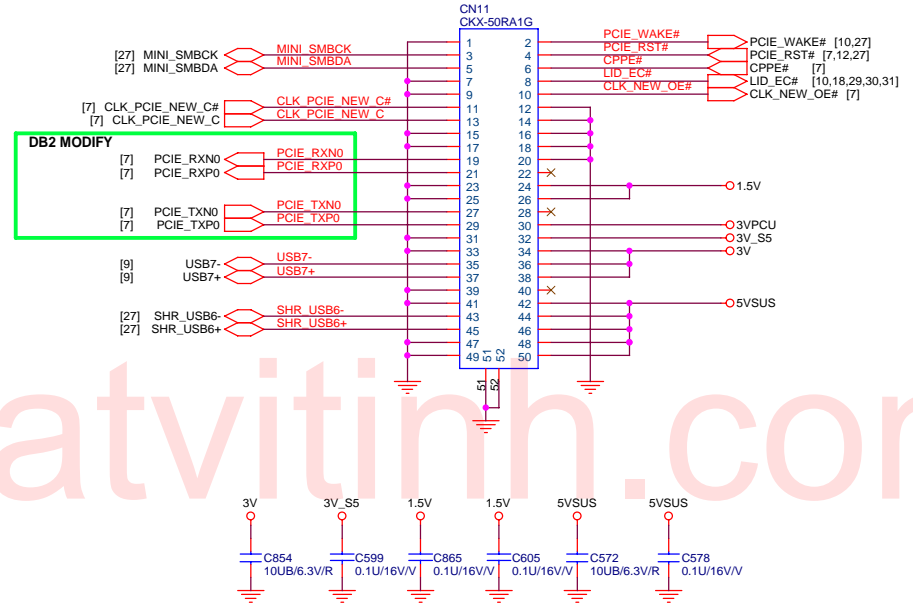 CN11
CKX-50RA1G
1 2 PCIE_WAKE# PCIE_WAKE# [10,27]
[27] MINI_SMBCK MINI_SMBCK 3 4 PCIE_RST# PCIE_RST# [7,12,27]
[27] MINI_SMBDA MINI_SMBDA 5 6 CPPE# CPPE# [7]
7 8 LID_EC# LID_EC# [10,18,29,30,31]
9 10 CLK_NEW_OE# CLK_NEW_OE# [7]
[7] CLK_PCIE_NEW_C# CLK_PCIE_NEW_C# 11 12
[7] CLK_PCIE_NEW_C CLK_PCIE_NEW_C 13 14
15 16
DB2 MODIFY 17 18
[7] PCIE_RXN0 PCIE_RXN0 19 20
[7] PCIE_RXP0 PCIE_RXP0 21 22
23 24 1.5V
25 26
[7] PCIE_TXN0 PCIE_TXN0 27 28
[7] PCIE_TXP0 PCIE_TXP0 29 30 3VPCU
31 32 3V_S5
33 34 3V
[9] USB7- USB7- 35 36
[9] USB7+ USB7+ 37 38
39 40
41 42 5VSUS
[27] SHR_USB6- SHR_USB6- 43 44
[27] SHR_USB6+ SHR_USB6+ 45 46
47 48
49 51 52 50
51 52
atvitinh.com
3V 3V_S5 1.5V 1.5V 5VSUS 5VSUS
C854 C599 C865 C605 C572 C578
10UB/6.3V/R 0.1U/16V/V 0.1U/16V/V 0.1U/16V/V 10UB/6.3V/R 0.1U/16V/V